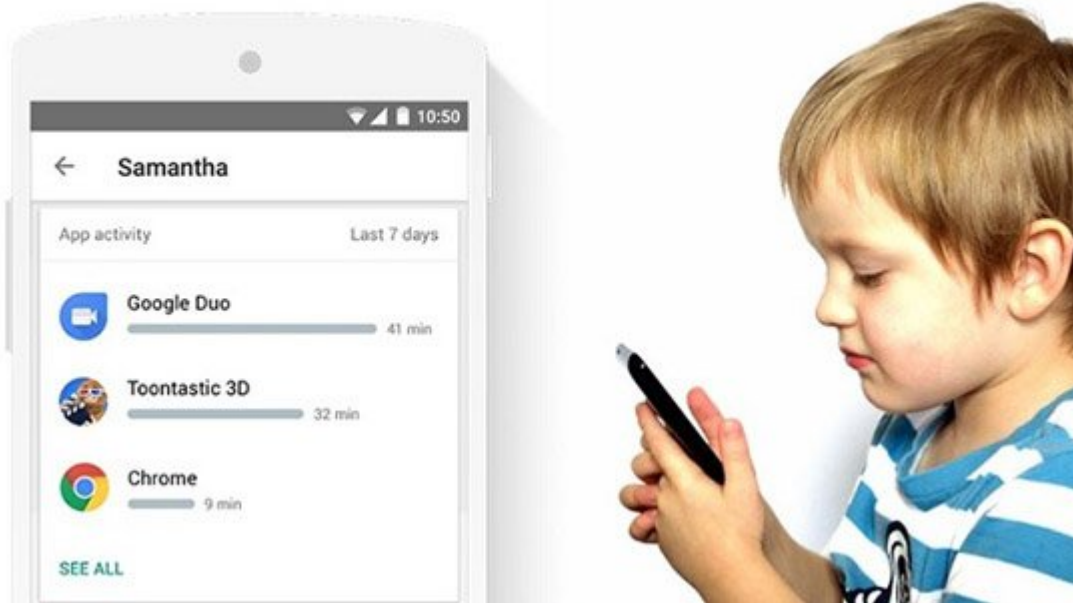 10:50
Samantha
App activity Last 7 days
Google Duo
41 min
Toontastic 3D
32 min
Chrome
9 min
SEE ALL